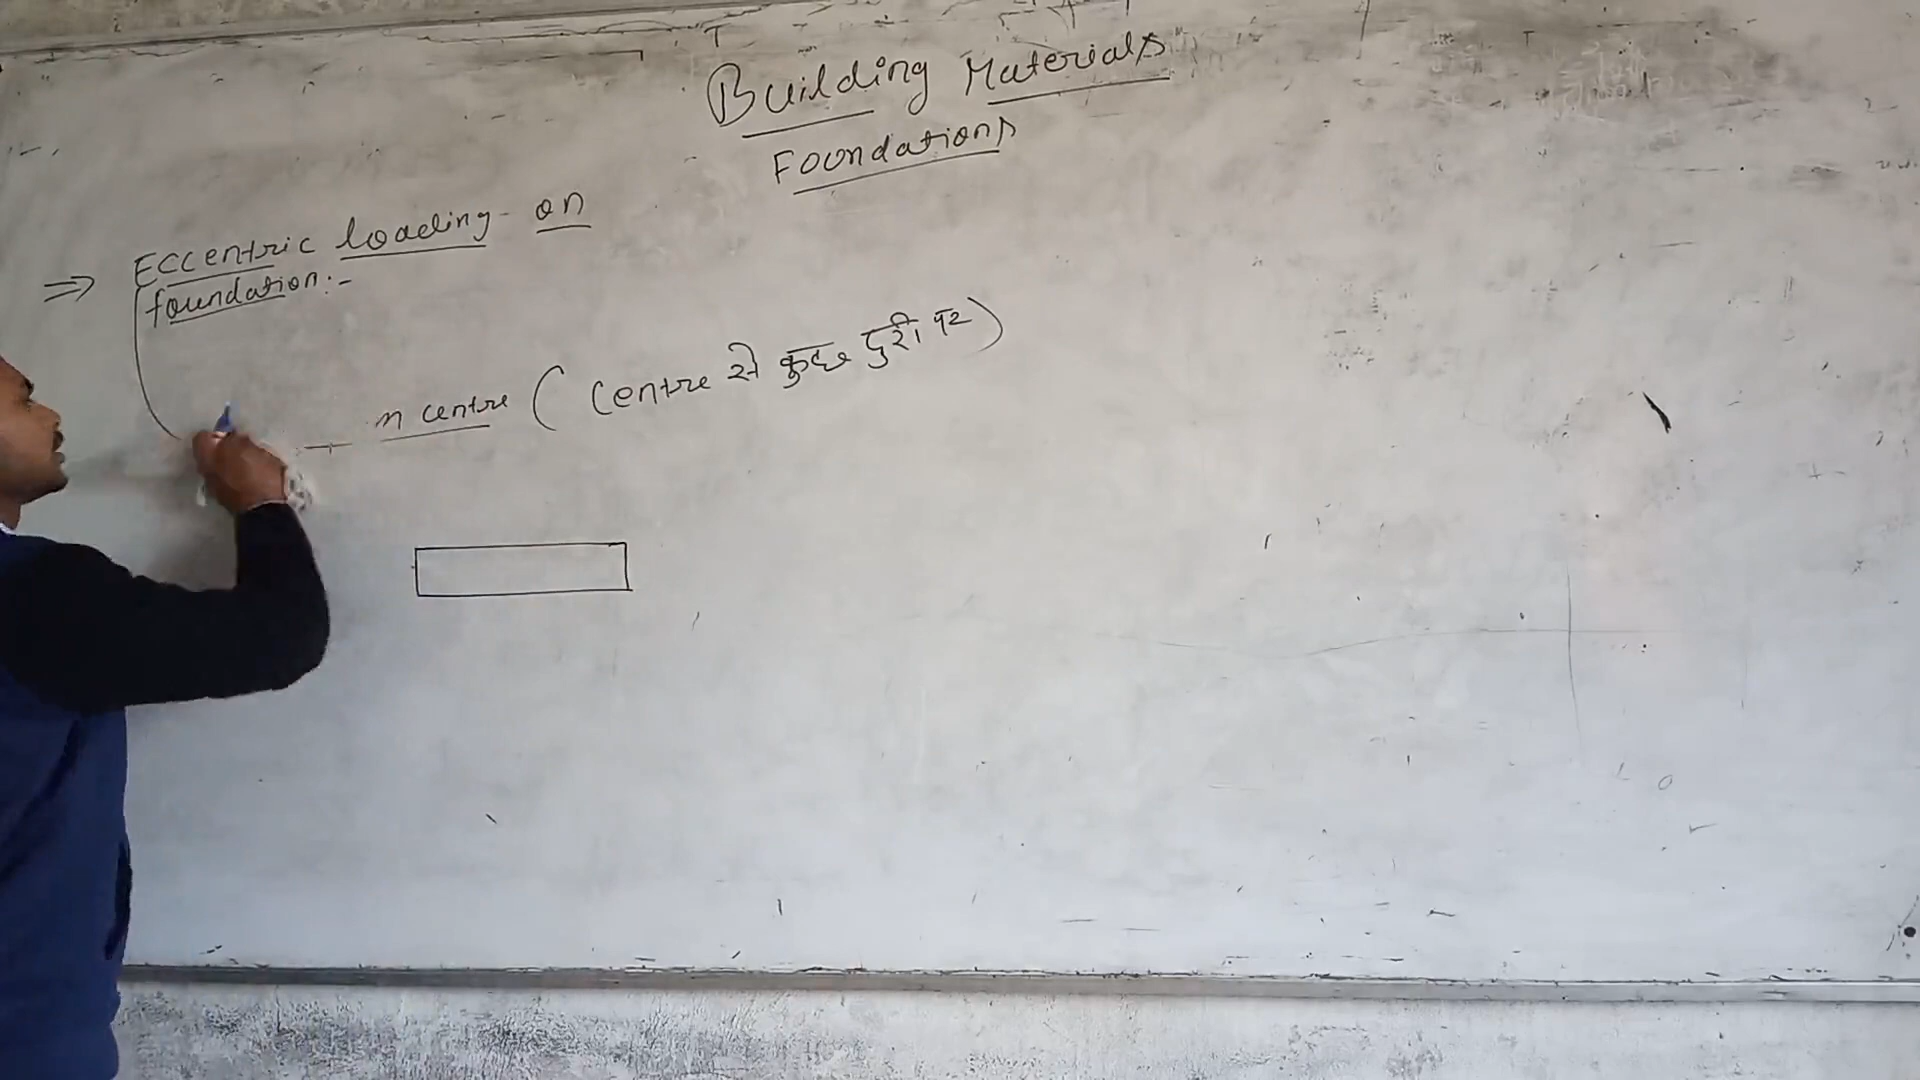 Building Materials
Foundations
⇒ Eccentric loading on
foundation:-
m centre ( Centre से कुछ दुरी पर )